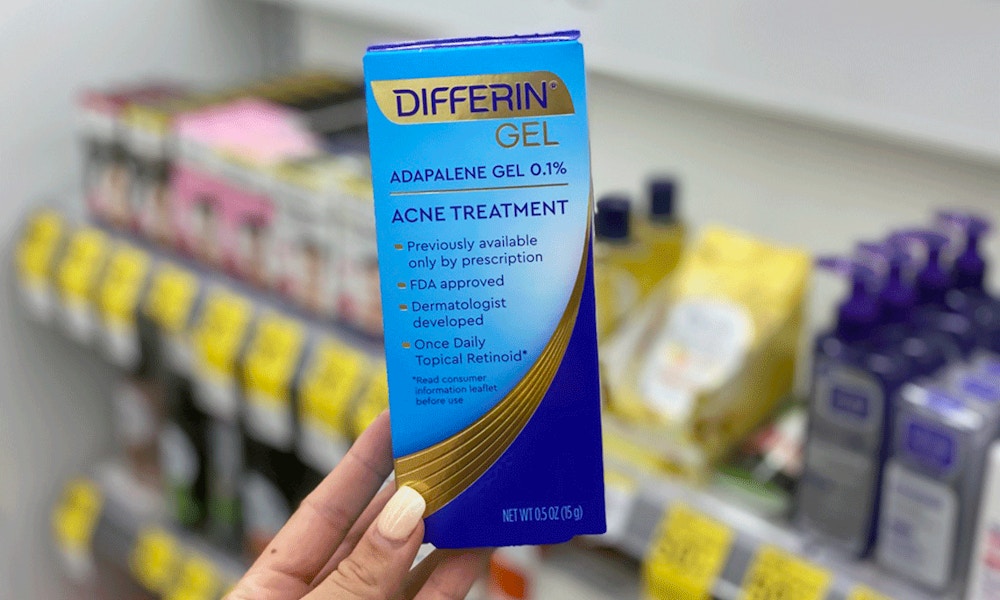 DIFFERIN®
GEL
ADAPALENE GEL 0.1%
ACNE TREATMENT
Previously available
only by prescription
FDA approved
Dermatologist
developed
Once Daily
Topical Retinoid*
*Read consumer
information leaflet
before use
NET WT 0.5 OZ (15 g)